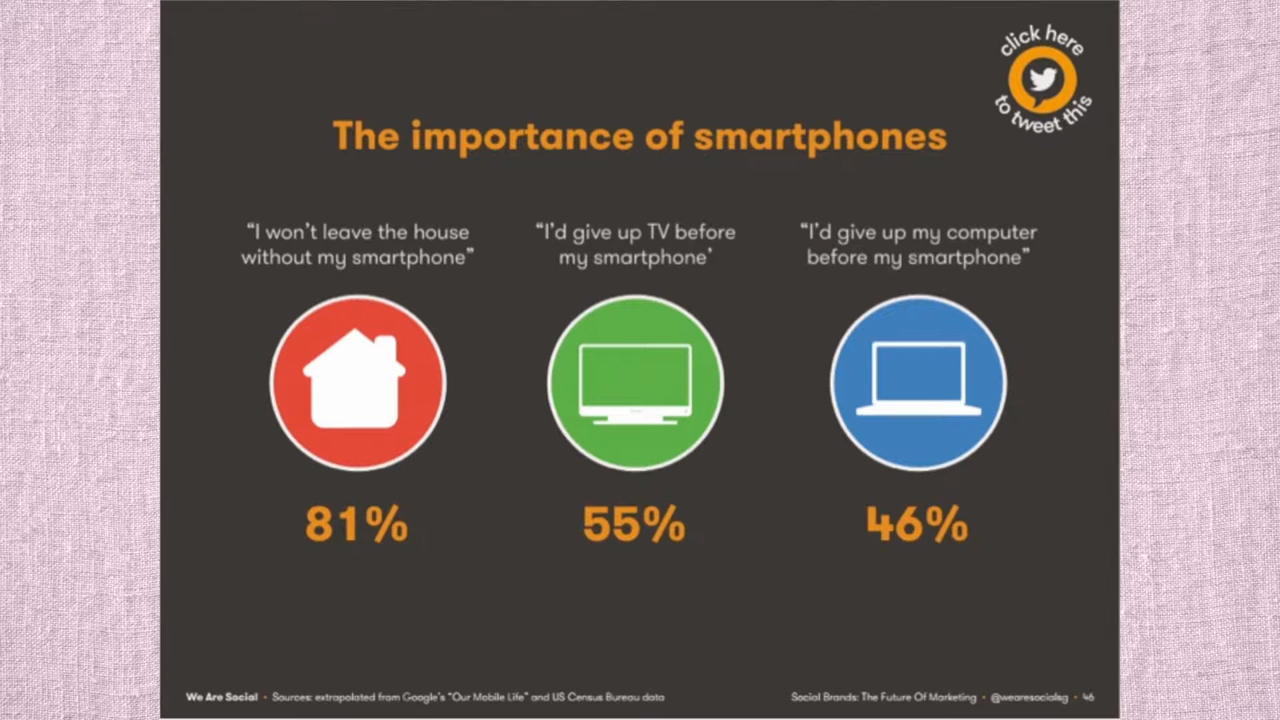 click here
to tweet this
The importance of smartphones
“I won’t leave the house
without my smartphone”
“I’d give up TV before
my smartphone’
“I’d give up my computer
before my smartphone”
81%
55%
46%
We Are Social • Sources: extrapolated from Google’s “Our Mobile Life” and US Census Bureau data
Social Brands: The Future Of Marketing • @wearesocialsg • 46